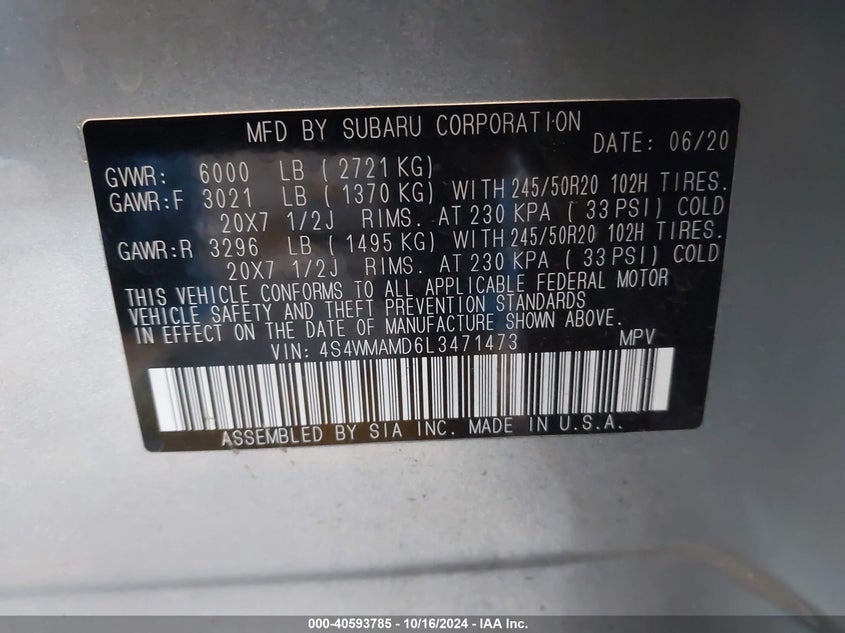 MFD BY SUBARU CORPORATION DATE: 06/20
GVWR: 6000 LB ( 2721 KG)
GAWR:F 3021 LB ( 1370 KG) WITH 245/50R20 102H TIRES.
20X7 1/2J RIMS. AT 230 KPA ( 33 PSI) COLD
GAWR:R 3296 LB ( 1495 KG) WITH 245/50R20 102H TIRES.
20X7 1/2J RIMS. AT 230 KPA ( 33 PSI) COLD
THIS VEHICLE CONFORMS TO ALL APPLICABLE FEDERAL MOTOR
VEHICLE SAFETY AND THEFT PREVENTION STANDARDS
IN EFFECT ON THE DATE OF MANUFACTURE SHOWN ABOVE.
VIN: 4S4WMAMD6L3471473 MPV
ASSEMBLED BY SIA INC. MADE IN U.S.A.
000-40593785 - 10/16/2024 - IAA Inc.